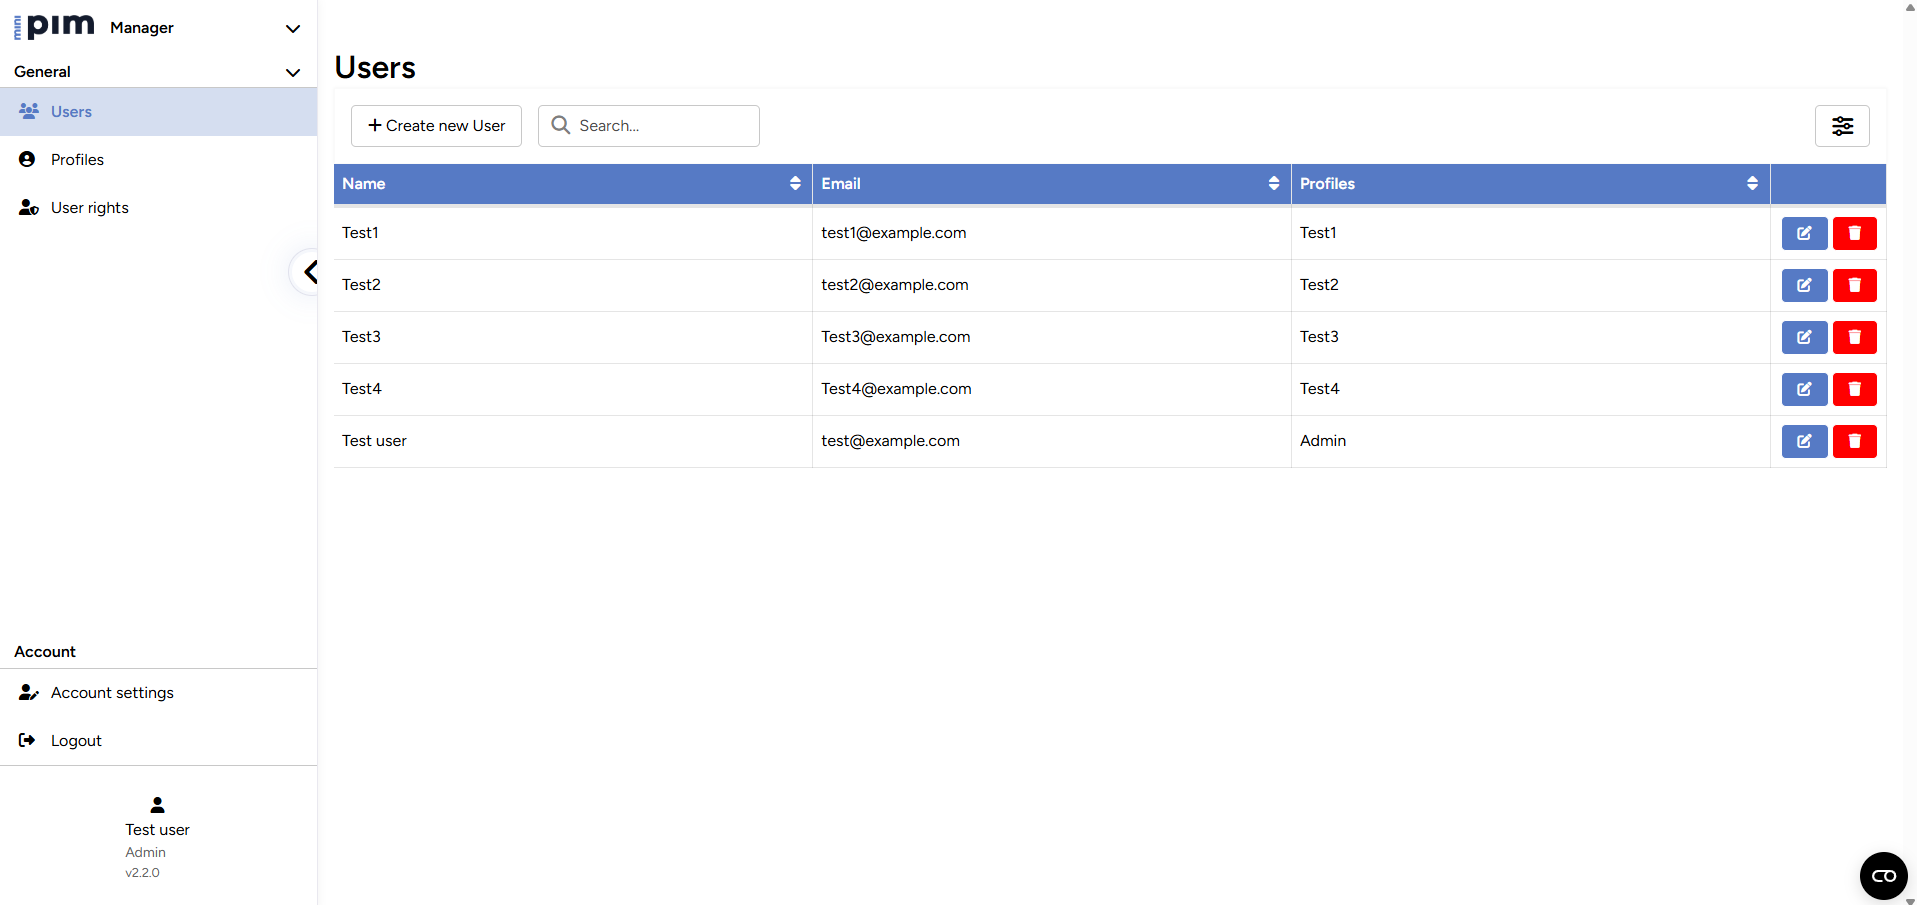 mini pim Manager
General
Users
Profiles
User rights
Account
Account settings
Logout
Test user
Admin
v2.2.0
Users
Create new User
Search...
Name Email Profiles
Test1 test1@example.com Test1
Test2 test2@example.com Test2
Test3 Test3@example.com Test3
Test4 Test4@example.com Test4
Test user test@example.com Admin